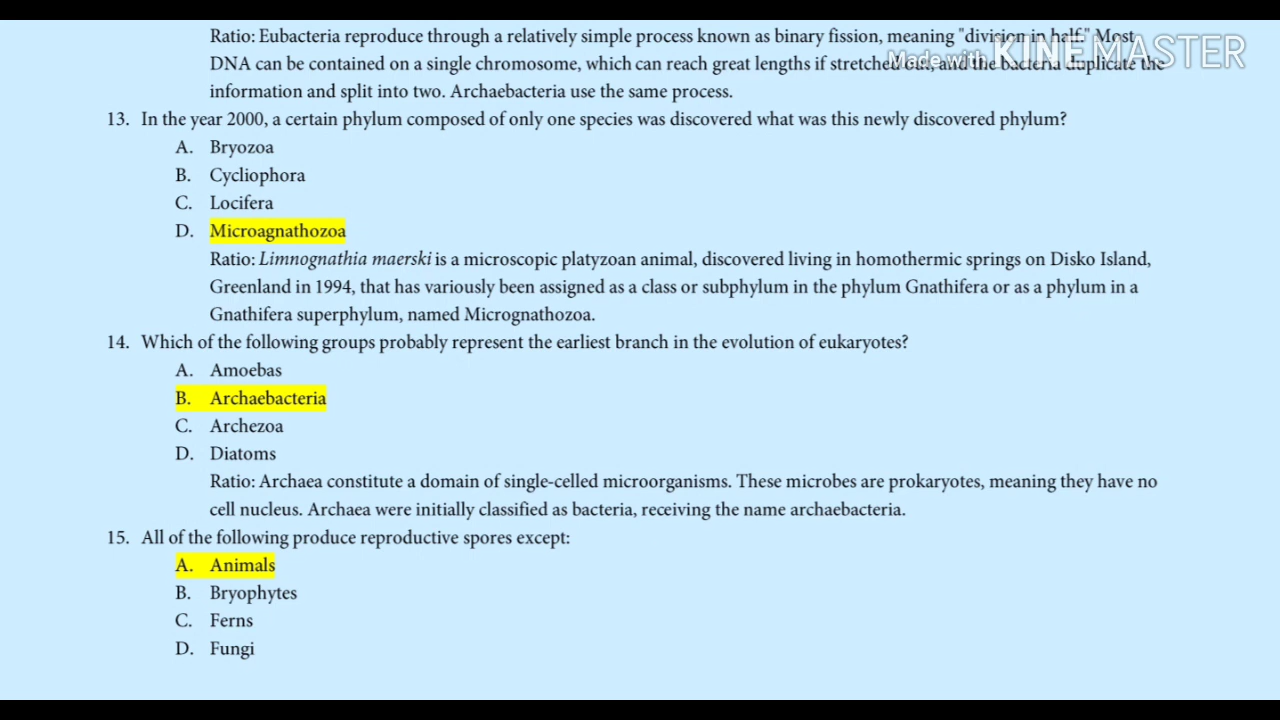 Ratio: Eubacteria reproduce through a relatively simple process known as binary fission, meaning "division in half." Most
Made with KINEMASTER
DNA can be contained on a single chromosome, which can reach great lengths if stretched out, and the bacteria duplicate the
information and split into two. Archaebacteria use the same process.
13. In the year 2000, a certain phylum composed of only one species was discovered what was this newly discovered phylum?
A. Bryozoa
B. Cycliophora
C. Locifera
D. Microagnathozoa
Ratio: Limnognathia maerski is a microscopic platyzoan animal, discovered living in homothermic springs on Disko Island,
Greenland in 1994, that has variously been assigned as a class or subphylum in the phylum Gnathifera or as a phylum in a
Gnathifera superphylum, named Micrognathozoa.
14. Which of the following groups probably represent the earliest branch in the evolution of eukaryotes?
A. Amoebas
B. Archaebacteria
C. Archezoa
D. Diatoms
Ratio: Archaea constitute a domain of single-celled microorganisms. These microbes are prokaryotes, meaning they have no
cell nucleus. Archaea were initially classified as bacteria, receiving the name archaebacteria.
15. All of the following produce reproductive spores except:
A. Animals
B. Bryophytes
C. Ferns
D. Fungi